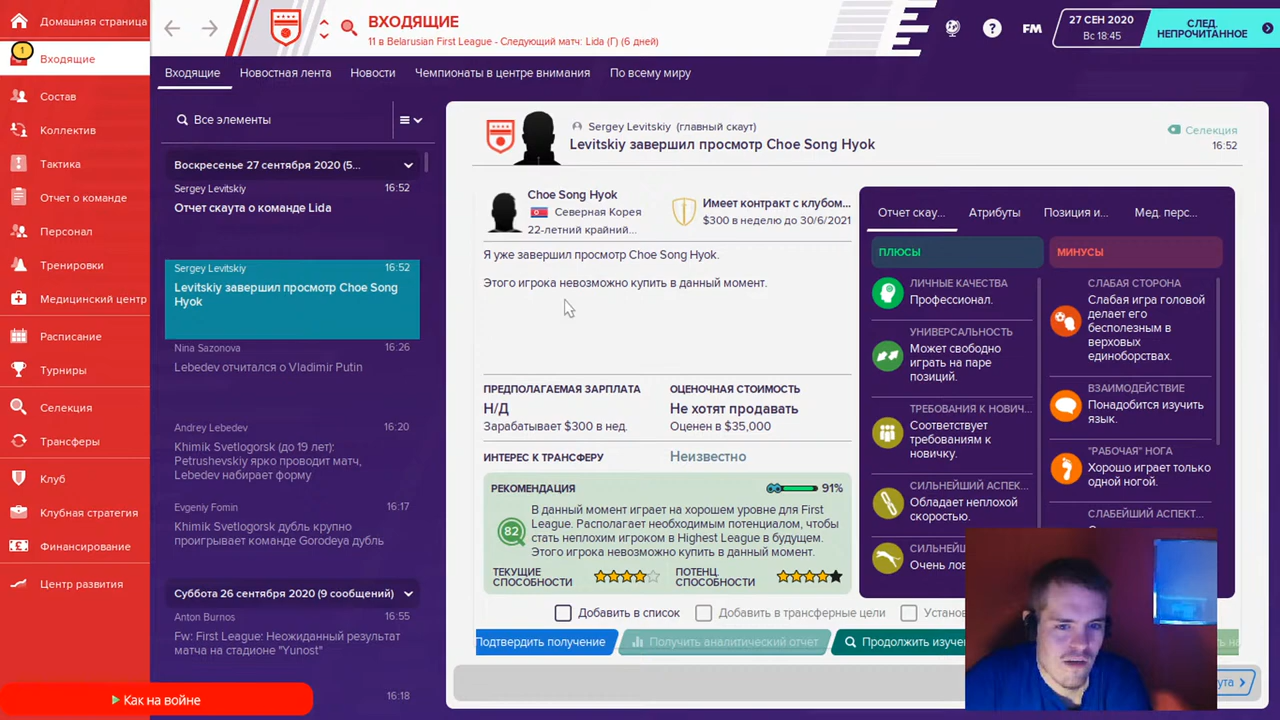 Домашняя страница
ВХОДЯЩИЕ
11 в Belarusian First League - Следующий матч: Lida (Г) (6 дней)
FM
27 СЕН 2020
Вс 18:45
СЛЕД.
НЕПРОЧИТАННОЕ
1
Входящие
Состав
Коллектив
Тактика
Отчет о команде
Персонал
Тренировки
Медицинский центр
Расписание
Турниры
Селекция
Трансферы
Клуб
Клубная стратегия
Финансирование
Центр развития
Входящие
Новостная лента
Новости
Чемпионаты в центре внимания
По всему миру
Все элементы
Воскресенье 27 сентября 2020 (5...
Sergey Levitskiy 16:52
Отчет скаута о команде Lida
Sergey Levitskiy 16:52
Levitskiy завершил просмотр Choe Song
Hyok
Nina Sazonova 16:26
Lebedev отчитался о Vladimir Putin
Andrey Lebedev 16:20
Khimik Svetlogorsk (до 19 лет):
Petrushevskiy ярко проводит матч,
Lebedev набирает форму
Evgeniy Fomin 16:17
Khimik Svetlogorsk дубль крупно
проигрывает команде Gorodeya дубль
Суббота 26 сентября 2020 (9 сообщений)
Anton Burnos 16:55
Fw: First League: Неожиданный результат
матча на стадионе "Yunost"
16:18
Как на войне
Sergey Levitskiy (главный скаут)
Levitskiy завершил просмотр Choe Song Hyok
Селекция
16:52
Choe Song Hyok
Северная Корея
22-летний крайний...
Имеет контракт с клубом...
$300 в неделю до 30/6/2021
Я уже завершил просмотр Choe Song Hyok.
Этого игрока невозможно купить в данный момент.
ПРЕДПОЛАГАЕМАЯ ЗАРПЛАТА
Н/Д
Зарабатывает $300 в нед.
ОЦЕНОЧНАЯ СТОИМОСТЬ
Не хотят продавать
Оценен в $35,000
ИНТЕРЕС К ТРАНСФЕРУ
Неизвестно
РЕКОМЕНДАЦИЯ
91%
82
В данный момент играет на хорошем уровне для First
League. Располагает необходимым потенциалом, чтобы
стать неплохим игроком в Highest League в будущем.
Этого игрока невозможно купить в данный момент.
ТЕКУЩИЕ
СПОСОБНОСТИ
ПОТЕНЦ.
СПОСОБНОСТИ
Отчет скау...
Атрибуты
Позиция и...
Мед. перс...
ПЛЮСЫ
ЛИЧНЫЕ КАЧЕСТВА
Профессионал.
УНИВЕРСАЛЬНОСТЬ
Может свободно
играть на паре
позиций.
ТРЕБОВАНИЯ К НОВИЧ...
Соответствует
требованиям к
новичку.
СИЛЬНЕЙШИЙ АСПЕК...
Обладает неплохой
скоростью.
МИНУСЫ
СЛАБАЯ СТОРОНА
Слабая игра головой
делает его
бесполезным в
верховых
единоборствах.
ВЗАИМОДЕЙСТВИЕ
Понадобится изучить
язык.
"РАБОЧАЯ" НОГА
Хорошо играет только
одной ногой.
СЛАБЕЙШИЙ АСПЕКТ...
Добавить в список
Добавить в трансферные цели
Подтвердить получение
Получить аналитический отчет